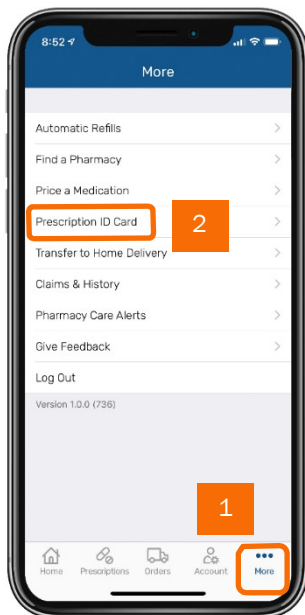 8:52
More
Automatic Refills
Find a Pharmacy
Price a Medication
Prescription ID Card
2
Transfer to Home Delivery
Claims & History
Pharmacy Care Alerts
Give Feedback
Log Out
Version 1.0.0 (736)
1
Home Prescriptions Orders Account More